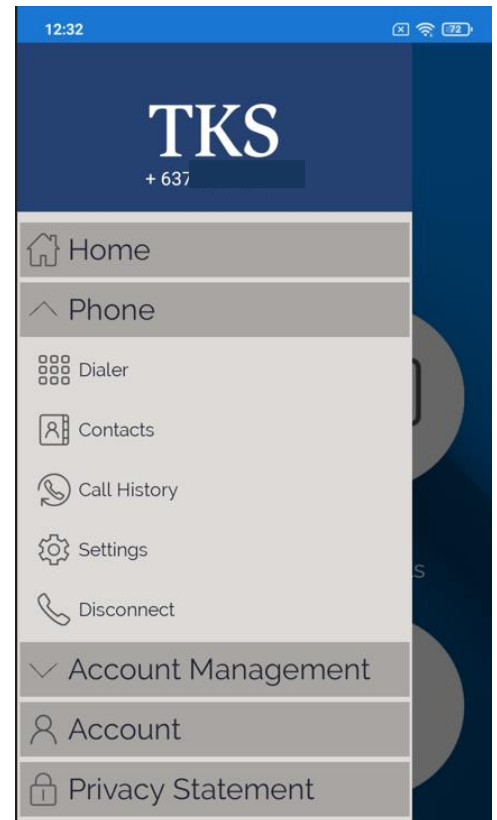 12:32
72
TKS
+ 637
Home
Phone
Dialer
Contacts
Call History
Settings
Disconnect
s
Account Management
Account
Privacy Statement